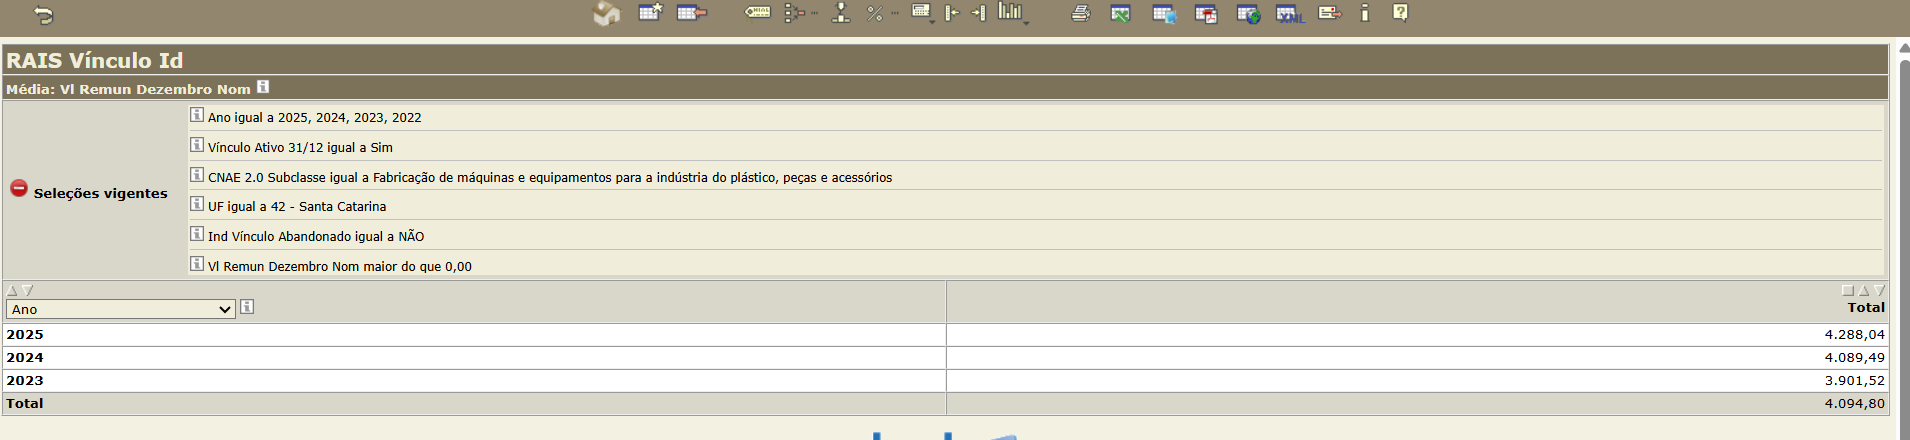 RAIS Vínculo Id
Média: Vl Remun Dezembro Nom
Seleções vigentes
Ano igual a 2025, 2024, 2023, 2022
Vínculo Ativo 31/12 igual a Sim
CNAE 2.0 Subclasse igual a Fabricação de máquinas e equipamentos para a indústria do plástico, peças e acessórios
UF igual a 42 - Santa Catarina
Ind Vínculo Abandonado igual a NÃO
Vl Remun Dezembro Nom maior do que 0,00
Ano Total
2025 4.288,04
2024 4.089,49
2023 3.901,52
Total 4.094,80